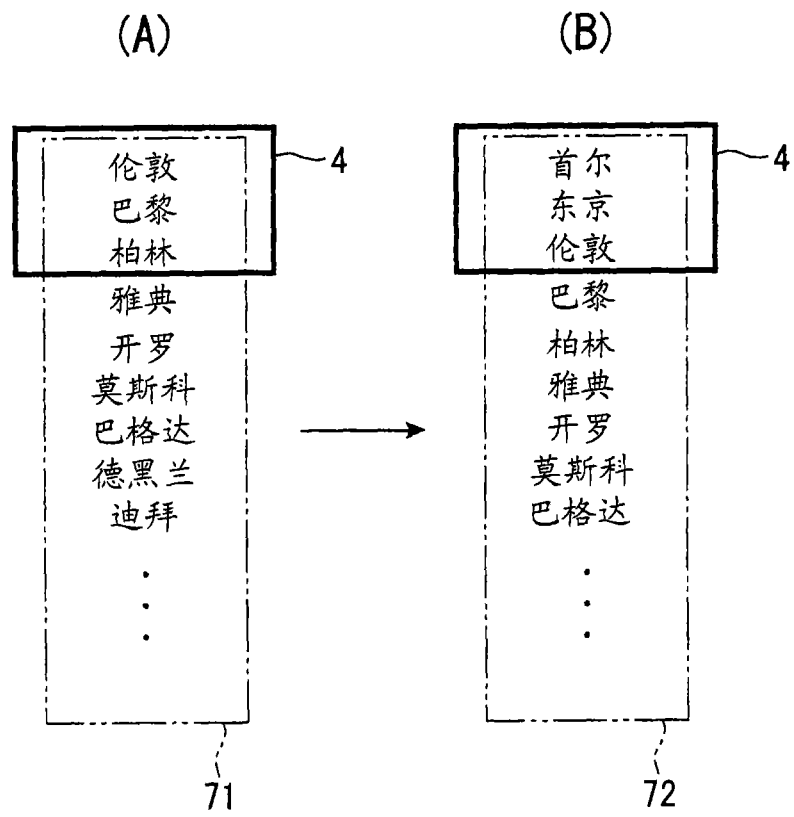 (A)
伦敦
巴黎
柏林
雅典
开罗
莫斯科
巴格达
德黑兰
迪拜
4
71
(B)
首尔
东京
伦敦
巴黎
柏林
雅典
开罗
莫斯科
巴格达
4
72